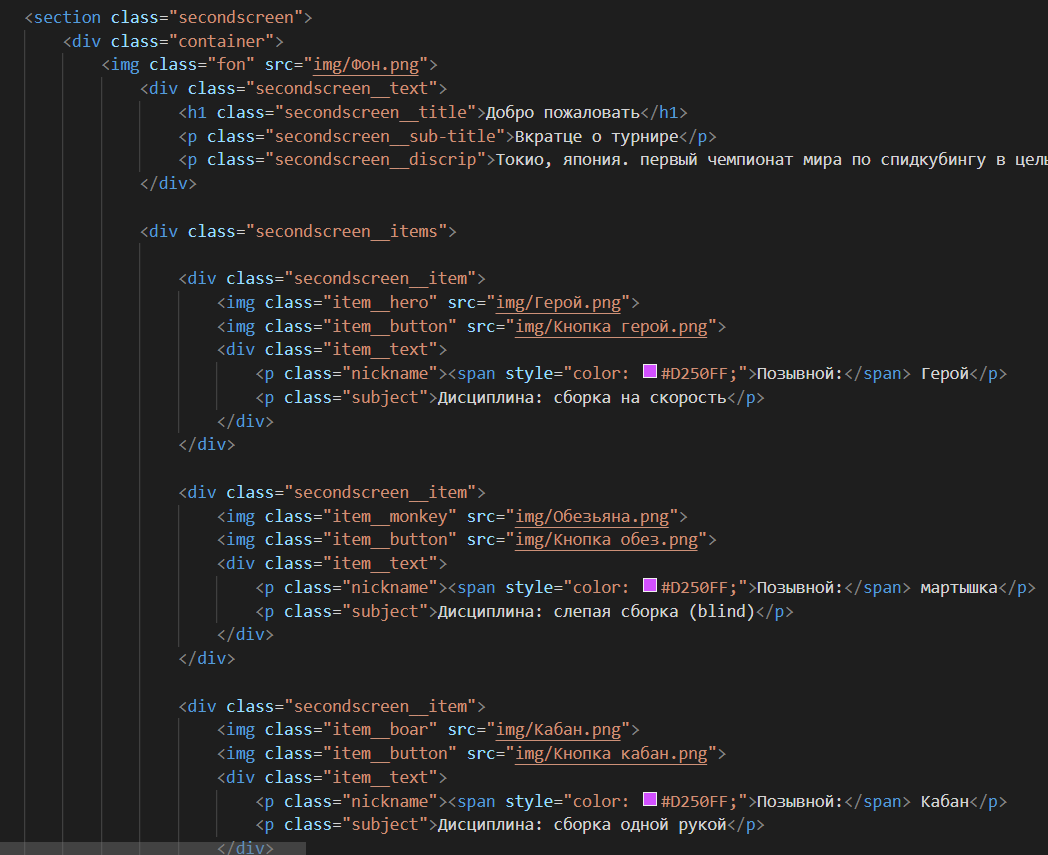 <section class="secondscreen">
<div class="container">
<img class="fon" src="img/Фон.png">
<div class="secondscreen__text">
<h1 class="secondscreen__title">Добро пожаловать</h1>
<p class="secondscreen__sub-title">Вкратце о турнире</p>
<p class="secondscreen__discrip">Токио, япония. первый чемпионат мира по спидкубингу в цель
</div>
<div class="secondscreen__items">
<div class="secondscreen__item">
<img class="item__hero" src="img/Герой.png">
<img class="item__button" src="img/Кнопка герой.png">
<div class="item__text">
<p class="nickname"><span style="color: #D250FF;">Позывной:</span> Герой</p>
<p class="subject">Дисциплина: сборка на скорость</p>
</div>
</div>
<div class="secondscreen__item">
<img class="item__monkey" src="img/Обезьяна.png">
<img class="item__button" src="img/Кнопка обез.png">
<div class="item__text">
<p class="nickname"><span style="color: #D250FF;">Позывной:</span> мартышка</p>
<p class="subject">Дисциплина: слепая сборка (blind)</p>
</div>
</div>
<div class="secondscreen__item">
<img class="item__boar" src="img/Кабан.png">
<img class="item__button" src="img/Кнопка кабан.png">
<div class="item__text">
<p class="nickname"><span style="color: #D250FF;">Позывной:</span> Кабан</p>
<p class="subject">Дисциплина: сборка одной рукой</p>
</div>